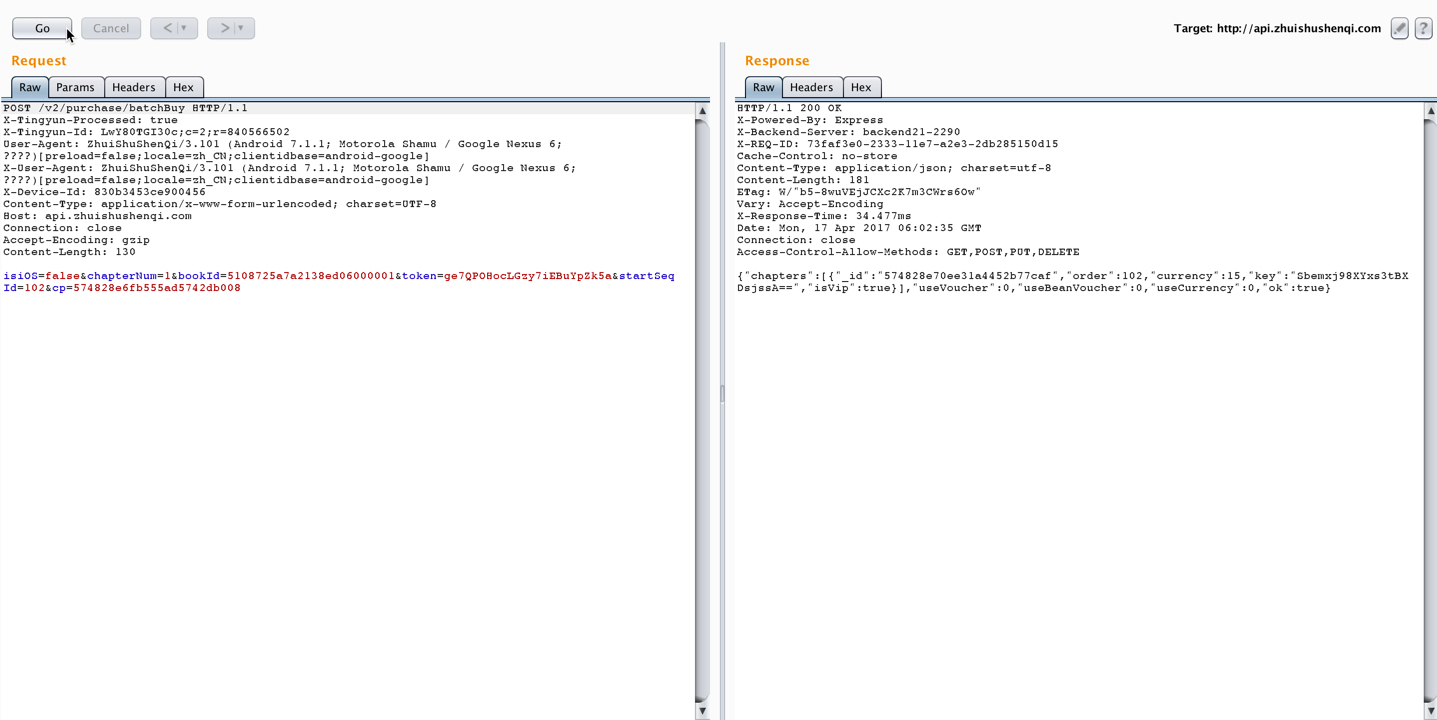 Go
Cancel
<
>
Target: http://api.zhuishushenqi.com
?
Request
Raw
Params
Headers
Hex
POST /v2/purchase/batchBuy HTTP/1.1
X-Tingyun-Processed: true
X-Tingyun-Id: LwY80TGI30c;c=2;r=840566502
User-Agent: ZhuiShuShenQi/3.101 (Android 7.1.1; Motorola Shamu / Google Nexus 6;
????)[preload=false;locale=zh_CN;clientidbase=android-google]
X-User-Agent: ZhuiShuShenQi/3.101 (Android 7.1.1; Motorola Shamu / Google Nexus 6;
????)[preload=false;locale=zh_CN;clientidbase=android-google]
X-Device-Id: 830b3453ce900456
Content-Type: application/x-www-form-urlencoded; charset=UTF-8
Host: api.zhuishushenqi.com
Connection: close
Accept-Encoding: gzip
Content-Length: 130
isiOS=false&chapterNum=1&bookId=5108725a7a2138ed06000001&token=ge7QPOHocLGzy7iEBuYpZk5a&startSeq
Id=102&cp=574828e6fb555ad5742db008
Response
Raw
Headers
Hex
HTTP/1.1 200 OK
X-Powered-By: Express
X-Backend-Server: backend21-2290
X-REQ-ID: 73faf3e0-2333-11e7-a2e3-2db285150d15
Cache-Control: no-store
Content-Type: application/json; charset=utf-8
Content-Length: 181
ETag: W/"b5-8wuVEjJCXc2K7m3CWrs6Ow"
Vary: Accept-Encoding
X-Response-Time: 34.477ms
Date: Mon, 17 Apr 2017 06:02:35 GMT
Connection: close
Access-Control-Allow-Methods: GET,POST,PUT,DELETE
{"chapters":[{"_id":"574828e70ee31a4452b77caf","order":102,"currency":15,"key":"Sbemxj98XYxs3tBX
DsjssA==","isVip":true}],"useVoucher":0,"useBeanVoucher":0,"useCurrency":0,"ok":true}